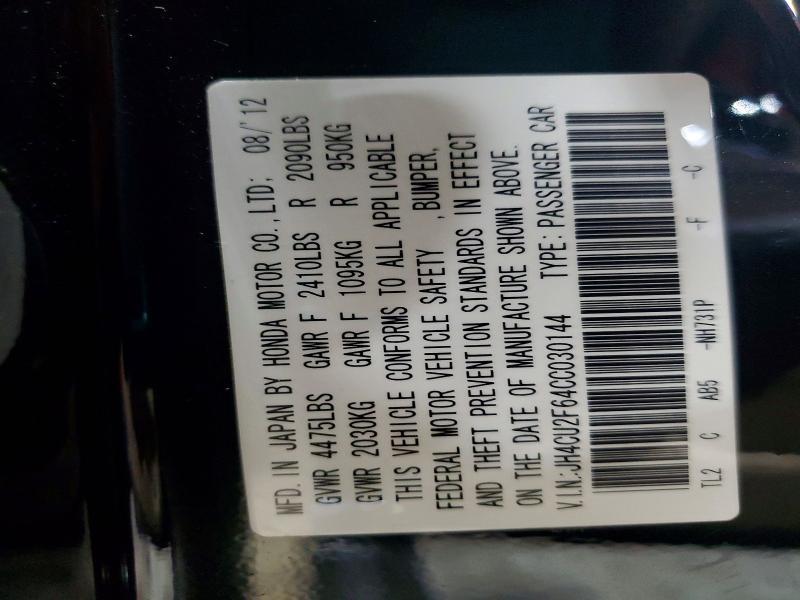 MFD. IN JAPAN BY HONDA MOTOR CO., LTD; 08/'12
GVWR 4475LBS GAWR F 2410LBS R 2090LBS
GVWR 2030KG GAWR F 1095KG R 950KG
THIS VEHICLE CONFORMS TO ALL APPLICABLE
FEDERAL MOTOR VEHICLE SAFETY , BUMPER,
AND THEFT PREVENTION STANDARDS IN EFFECT
ON THE DATE OF MANUFACTURE SHOWN ABOVE.
V.I.N.:JH4CU2F64CC030144 TYPE: PASSENGER CAR
TL2 C AB5 -NH731P -F -C